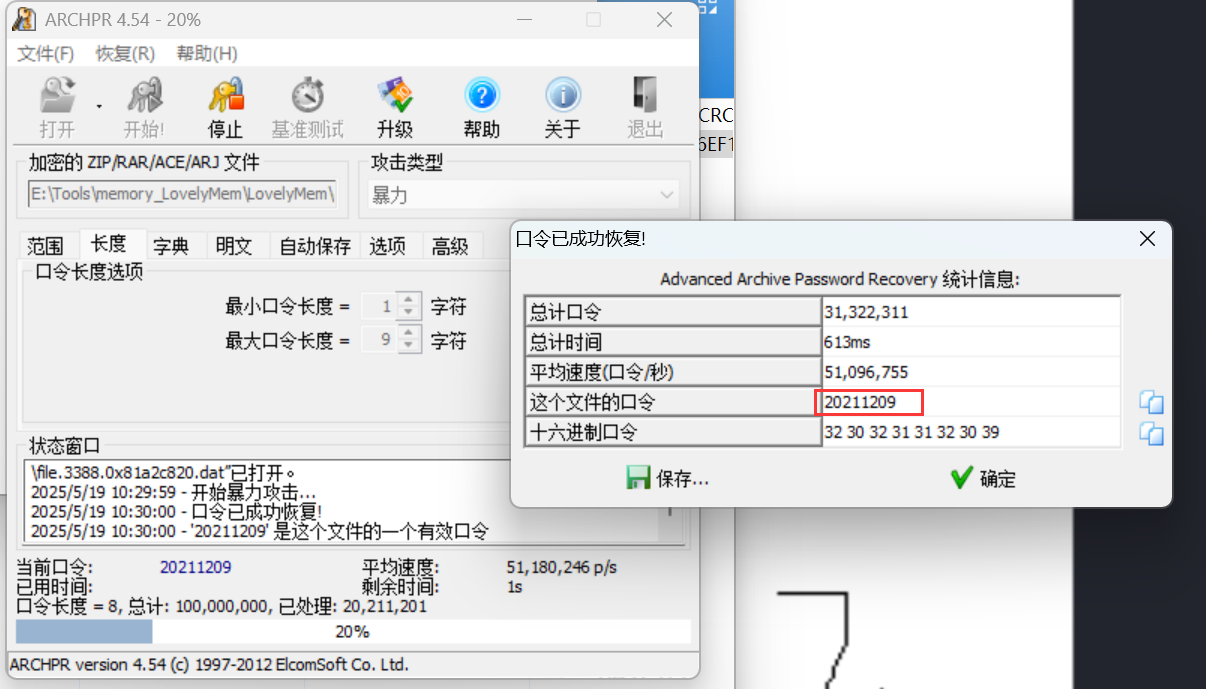 ARCHPR 4.54 - 20%
文件(F) 恢复(R) 帮助(H)
打开 开始! 停止 基准测试 升级 帮助 关于 退出
CRC
6EF1
加密的 ZIP/RAR/ACE/ARJ 文件
攻击类型
E:\Tools\memory_LovelyMem\LovelyMem\
暴力
范围 长度 字典 明文 自动保存 选项 高级
口令长度选项
最小口令长度 = 1 字符
最大口令长度 = 9 字符
状态窗口
\file.3388.0x81a2c820.dat"已打开。
2025/5/19 10:29:59 - 开始暴力攻击...
2025/5/19 10:30:00 - 口令已成功恢复!
2025/5/19 10:30:00 - '20211209' 是这个文件的一个有效口令
当前口令: 20211209 平均速度: 51,180,246 p/s
已用时间: 剩余时间: 1s
口令长度 = 8, 总计: 100,000,000, 已处理: 20,211,201
20%
ARCHPR version 4.54 (c) 1997-2012 ElcomSoft Co. Ltd.
口令已成功恢复!
Advanced Archive Password Recovery 统计信息:
总计口令 31,322,311
总计时间 613ms
平均速度(口令/秒) 51,096,755
这个文件的口令 20211209
十六进制口令 32 30 32 31 31 32 30 39
保存... 确定